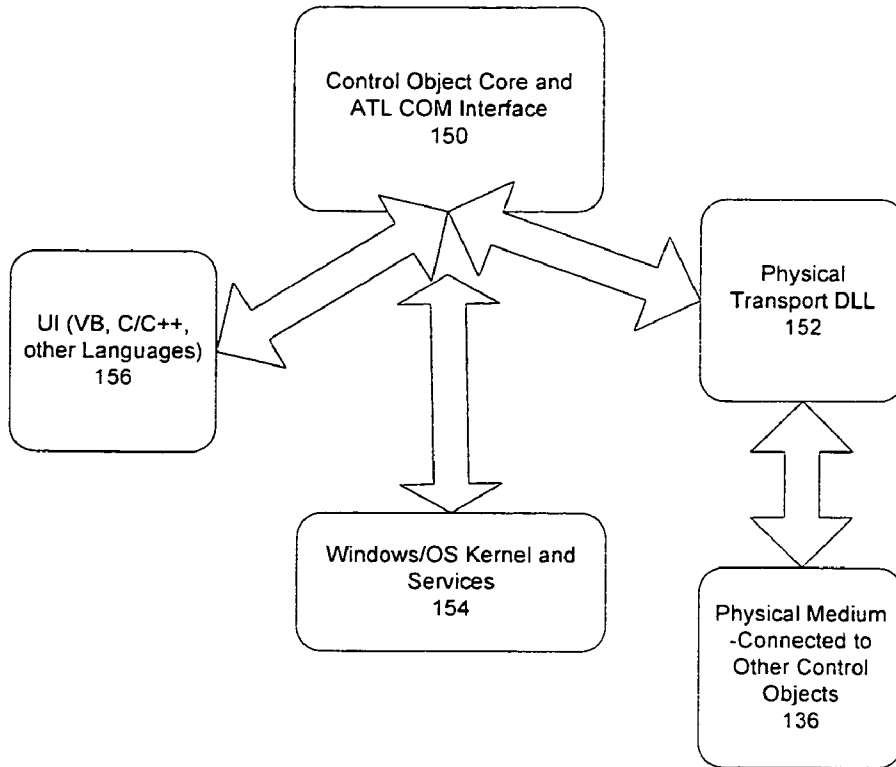 Control Object Core and
ATL COM Interface
150
Physical
Transport DLL
152
UI (VB, C/C++,
other Languages)
156
Windows/OS Kernel and
Services
154
Physical Medium
-Connected to
Other Control
Objects
136